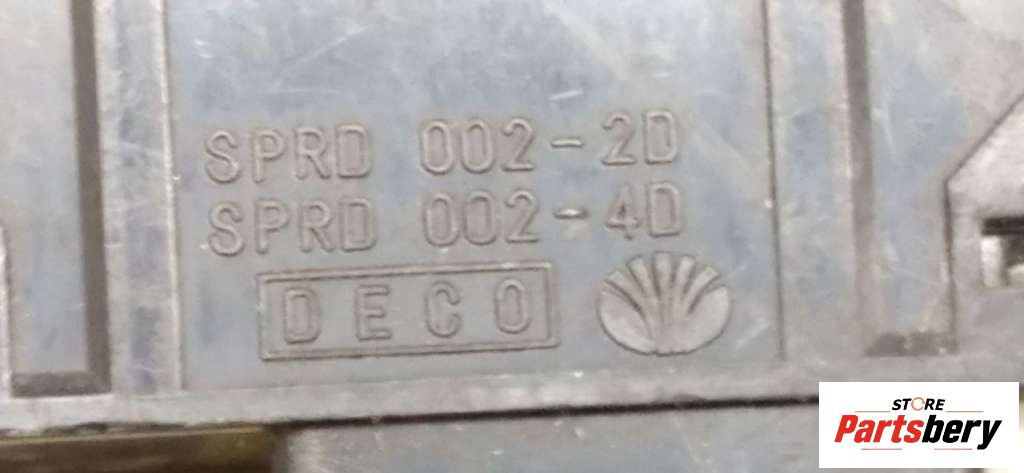 SPRD 002-2D
SPRD 002-4D
DECO
STORE
Partsbery